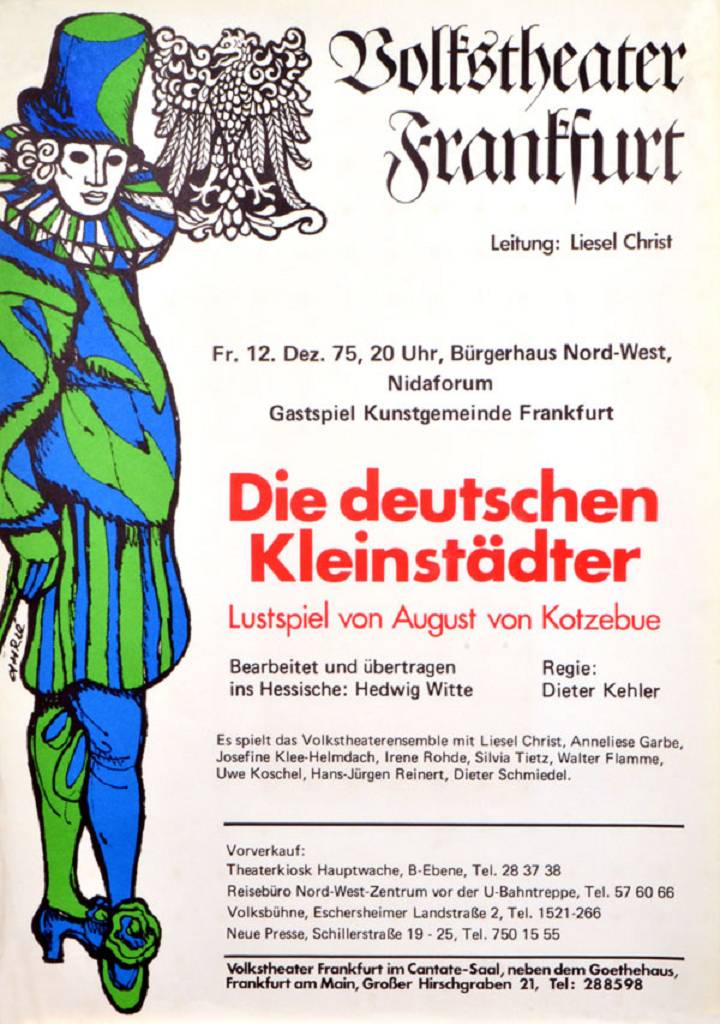 Volkstheater
Frankfurt
Leitung: Liesel Christ
Fr. 12. Dez. 75, 20 Uhr, Bürgerhaus Nord-West,
Nidaforum
Gastspiel Kunstgemeinde Frankfurt
Die deutschen
Kleinstädter
Lustspiel von August von Kotzebue
Bearbeitet und übertragen
ins Hessische: Hedwig Witte
Regie:
Dieter Kehler
Es spielt das Volkstheaterensemble mit Liesel Christ, Anneliese Garbe,
Josefine Klee-Helmdach, Irene Rohde, Silvia Tietz, Walter Flamme,
Uwe Koschel, Hans-Jürgen Reinert, Dieter Schmiedel.
Vorverkauf:
Theaterkiosk Hauptwache, B-Ebene, Tel. 28 37 38
Reisebüro Nord-West-Zentrum vor der U-Bahntreppe, Tel. 57 60 66
Volksbühne, Eschersheimer Landstraße 2, Tel. 1521-266
Neue Presse, Schillerstraße 19 - 25, Tel. 750 15 55
Volkstheater Frankfurt im Cantate-Saal, neben dem Goethehaus,
Frankfurt am Main, Großer Hirschgraben 21, Tel: 288598